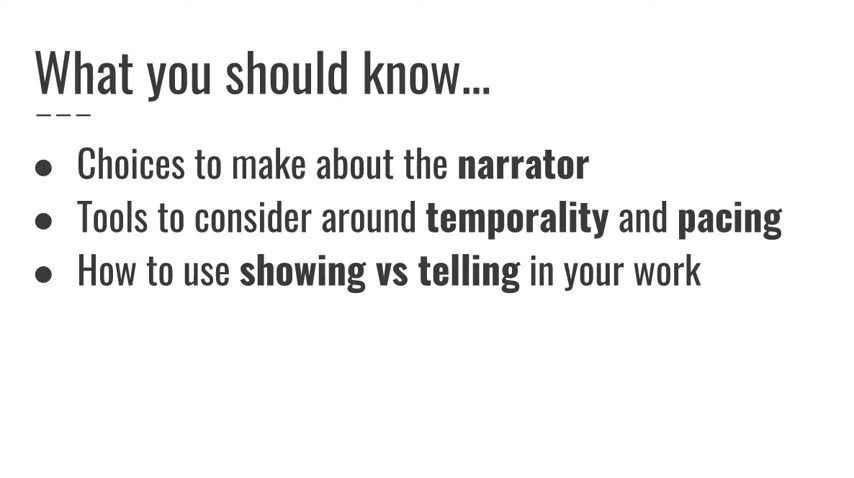 What you should know...
● Choices to make about the narrator
● Tools to consider around temporality and pacing
● How to use showing vs telling in your work